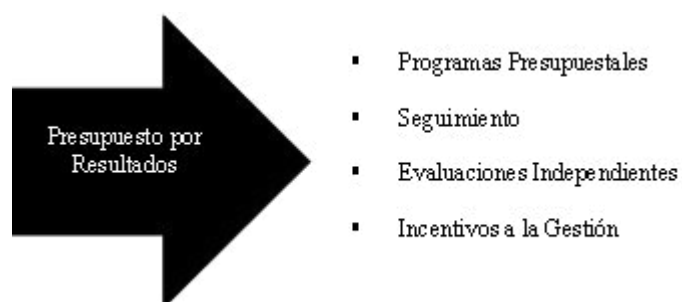 Presupuesto por
Resultados
▪ Programas Presupuestales
▪ Seguimiento
▪ Evaluaciones Independientes
▪ Incentivos a la Gestión